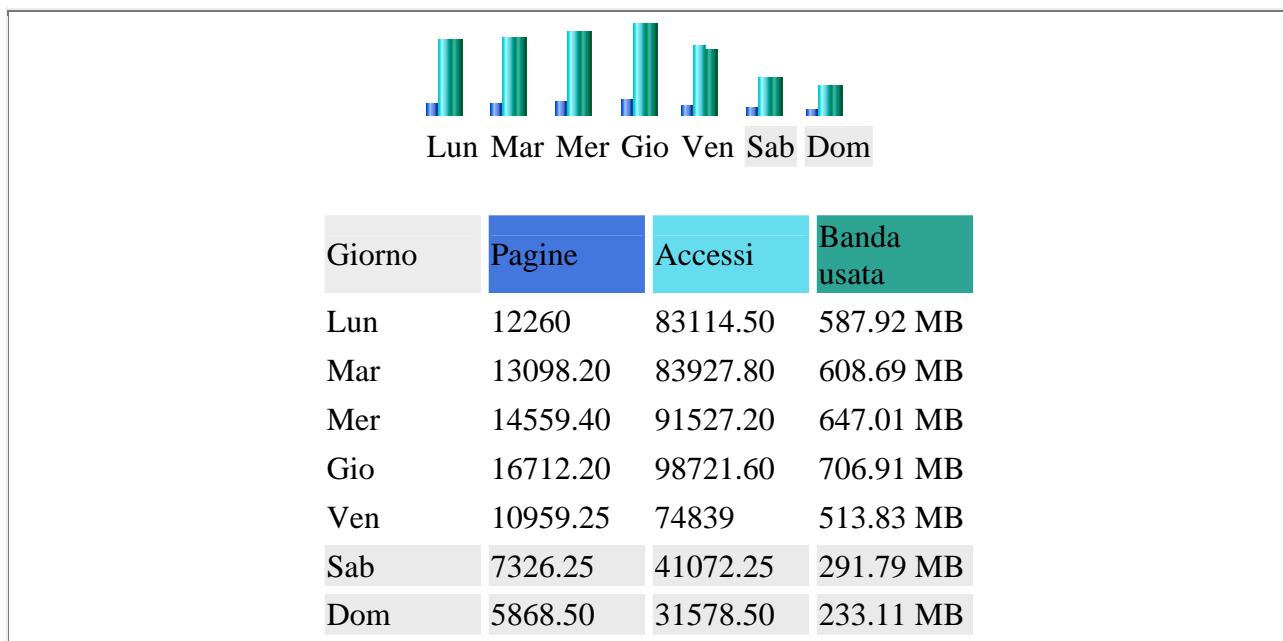 Lun Mar Mer Gio Ven Sab Dom
Giorno Pagine Accessi Banda
usata
Lun 12260 83114.50 587.92 MB
Mar 13098.20 83927.80 608.69 MB
Mer 14559.40 91527.20 647.01 MB
Gio 16712.20 98721.60 706.91 MB
Ven 10959.25 74839 513.83 MB
Sab 7326.25 41072.25 291.79 MB
Dom 5868.50 31578.50 233.11 MB